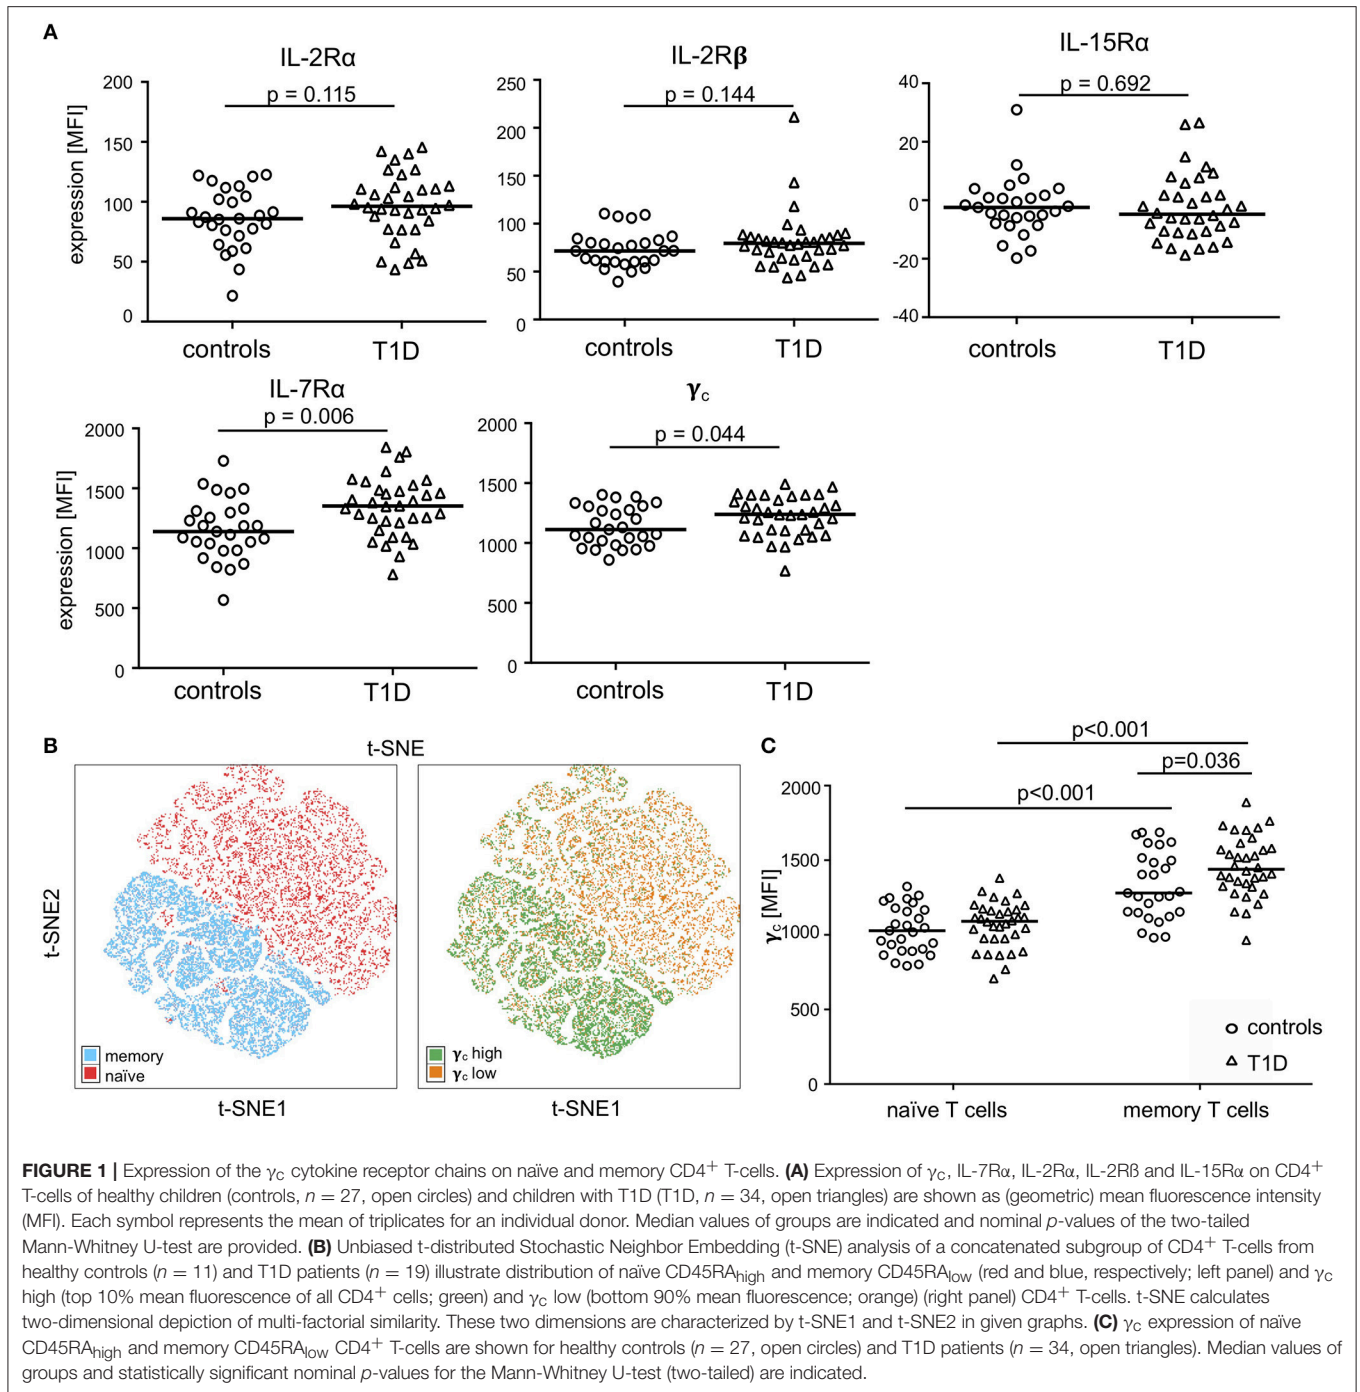 A
IL-2Rα
p = 0.115
expression [MFI]
200
150
100
50
0
controls
T1D
IL-2Rβ
p = 0.144
250
200
150
100
50
0
controls
T1D
IL-15Rα
p = 0.692
40
20
0
-20
-40
controls
T1D
IL-7Rα
p = 0.006
expression [MFI]
2000
1500
1000
500
0
controls
T1D
γc
p = 0.044
2000
1500
1000
500
0
controls
T1D
B
t-SNE
t-SNE2
memory
naïve
t-SNE1
γc high
γc low
t-SNE1
C
p<0.001
p=0.036
p<0.001
γc [MFI]
2000
1500
1000
500
0
controls
T1D
naïve T cells
memory T cells
FIGURE 1 | Expression of the γc cytokine receptor chains on naïve and memory CD4+ T-cells. (A) Expression of γc, IL-7Rα, IL-2Rα, IL-2Rß and IL-15Rα on CD4+
T-cells of healthy children (controls, n = 27, open circles) and children with T1D (T1D, n = 34, open triangles) are shown as (geometric) mean fluorescence intensity
(MFI). Each symbol represents the mean of triplicates for an individual donor. Median values of groups are indicated and nominal p-values of the two-tailed
Mann-Whitney U-test are provided. (B) Unbiased t-distributed Stochastic Neighbor Embedding (t-SNE) analysis of a concatenated subgroup of CD4+ T-cells from
healthy controls (n = 11) and T1D patients (n = 19) illustrate distribution of naïve CD45RAhigh and memory CD45RAlow (red and blue, respectively; left panel) and γc
high (top 10% mean fluorescence of all CD4+ cells; green) and γc low (bottom 90% mean fluorescence; orange) (right panel) CD4+ T-cells. t-SNE calculates
two-dimensional depiction of multi-factorial similarity. These two dimensions are characterized by t-SNE1 and t-SNE2 in given graphs. (C) γc expression of naïve
CD45RAhigh and memory CD45RAlow CD4+ T-cells are shown for healthy controls (n = 27, open circles) and T1D patients (n = 34, open triangles). Median values of
groups and statistically significant nominal p-values for the Mann-Whitney U-test (two-tailed) are indicated.